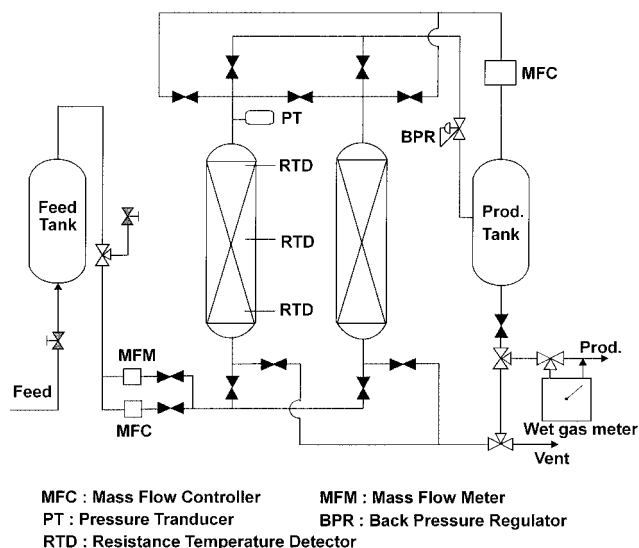 MFC
PT
BPR
RTD
Feed
Tank
Prod.
Tank
RTD
RTD
MFM
Prod.
Feed
MFC
Wet gas meter
Vent
MFC : Mass Flow Controller
MFM : Mass Flow Meter
PT : Pressure Tranducer
BPR : Back Pressure Regulator
RTD : Resistance Temperature Detector